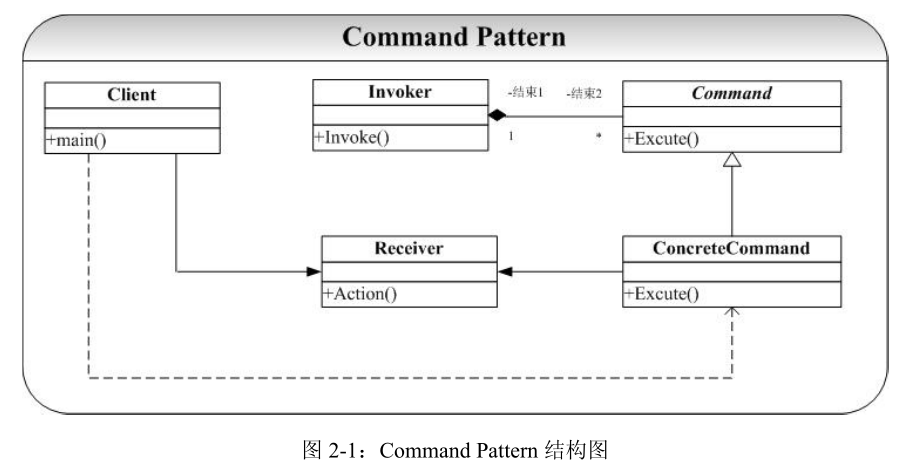 Command Pattern
Client
+main()
Invoker
+Invoke()
-结束1
-结束2
1
*
Command
+Excute()
Receiver
+Action()
ConcreteCommand
+Excute()
图 2-1：Command Pattern 结构图